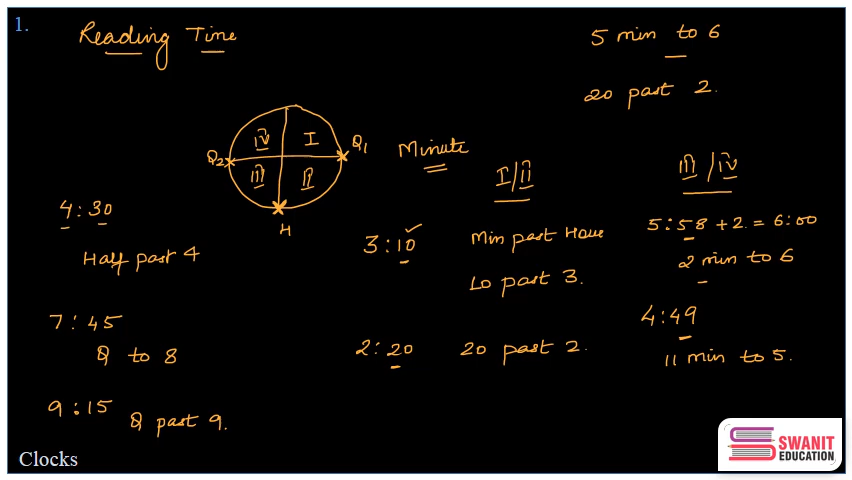 1.
Reading Time
5 min to 6
20 past 2.
IV I
Q2 Q1
III II
H
Minute
I/II
III/IV
4:30
Half past 4
3:10
Min past Hour
10 past 3.
5:58 + 2 = 6:00
2 min to 6
7:45
Q to 8
2:20 20 past 2.
4:49
11 min to 5.
9:15 Q past 9.
Clocks
SWANIT
EDUCATION